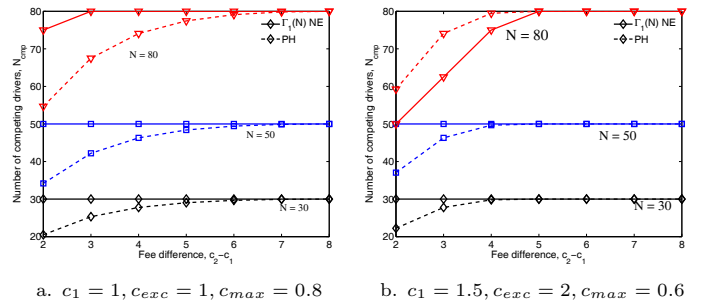 80
70
60
50
40
30
20
2
3
4
5
6
7
8
Number of competing drivers, N_cmp
Fee difference, c_2−c_1
Γ_1(N) NE
PH
N = 80
N = 50
N = 30
a. c_1 = 1, c_exc = 1, c_max = 0.8
80
70
60
50
40
30
20
2
3
4
5
6
7
8
Number of competing drivers, N_cmp
Fee difference, c_2−c_1
Γ_1(N) NE
PH
N = 80
N = 50
N = 30
b. c_1 = 1.5, c_exc = 2, c_max = 0.6